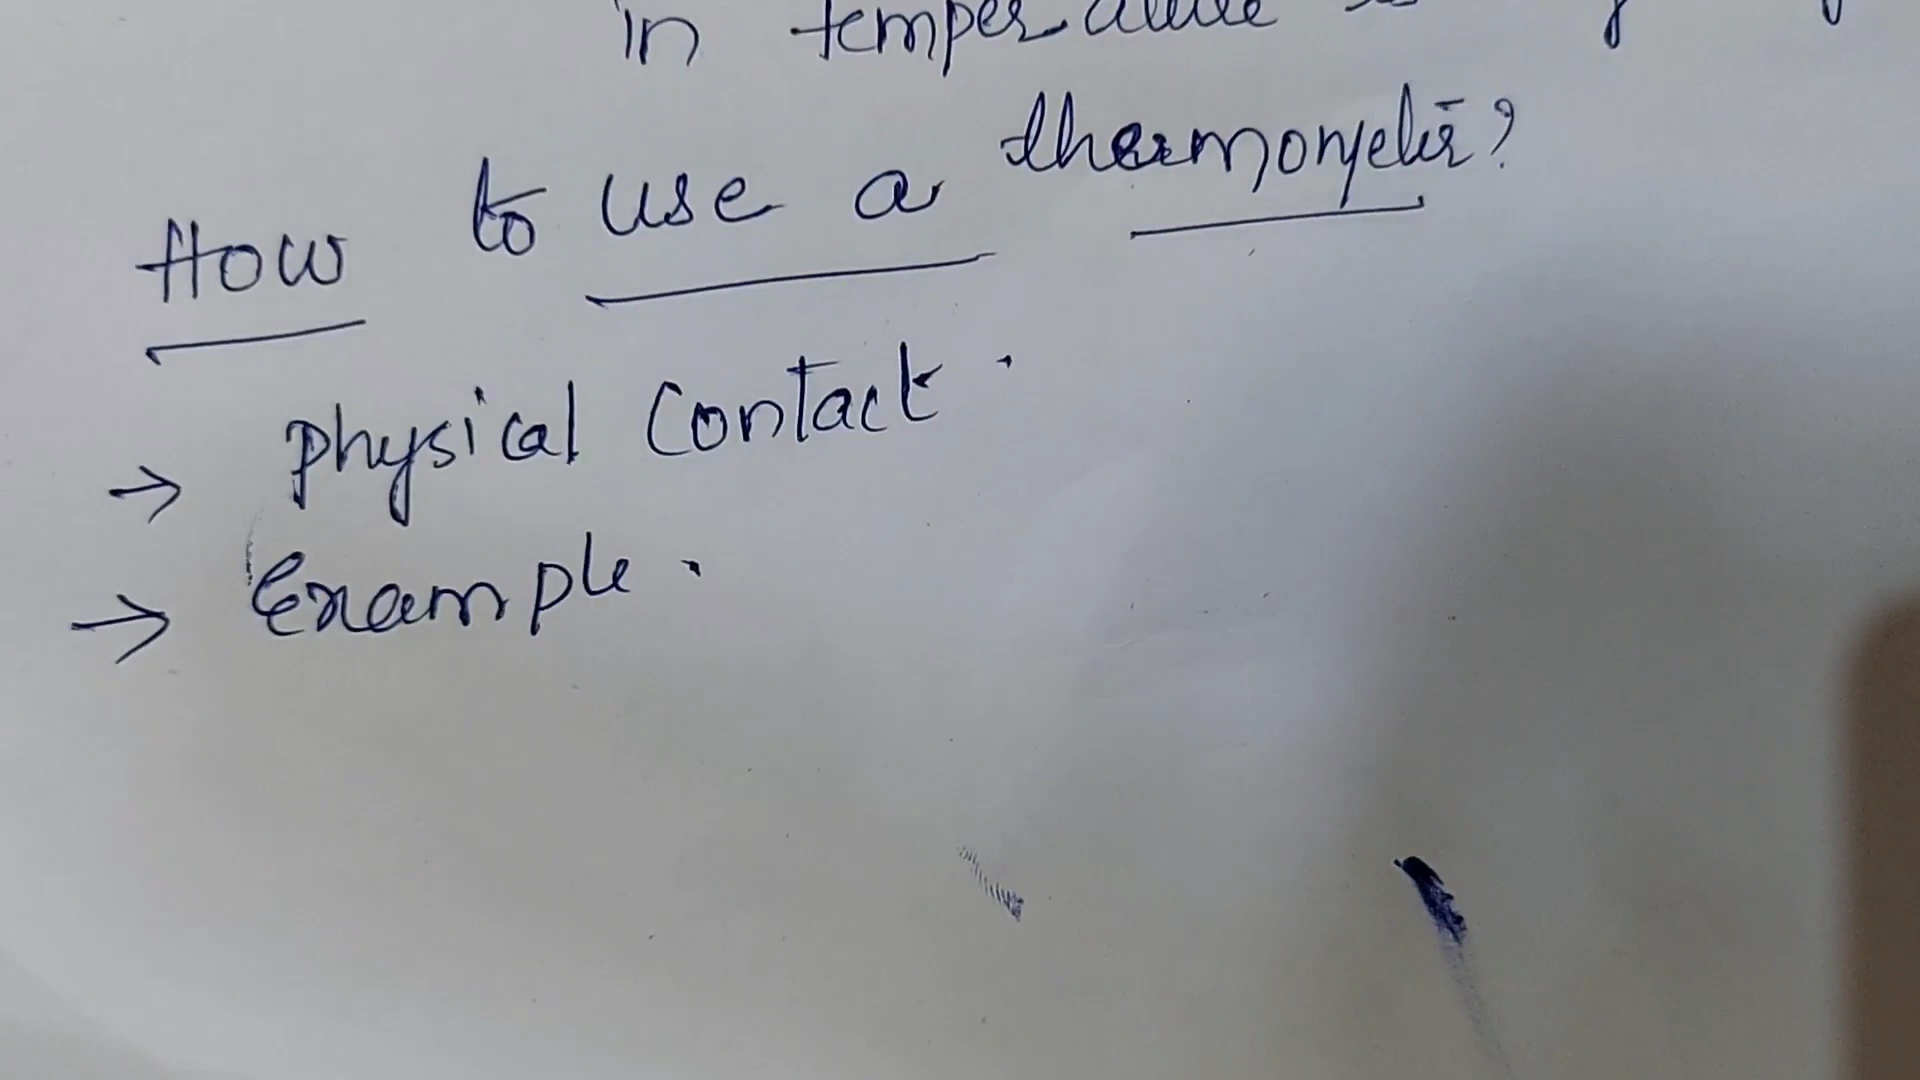 in temperature
How to use a thermometer?
→ Physical Contact.
→ Example.